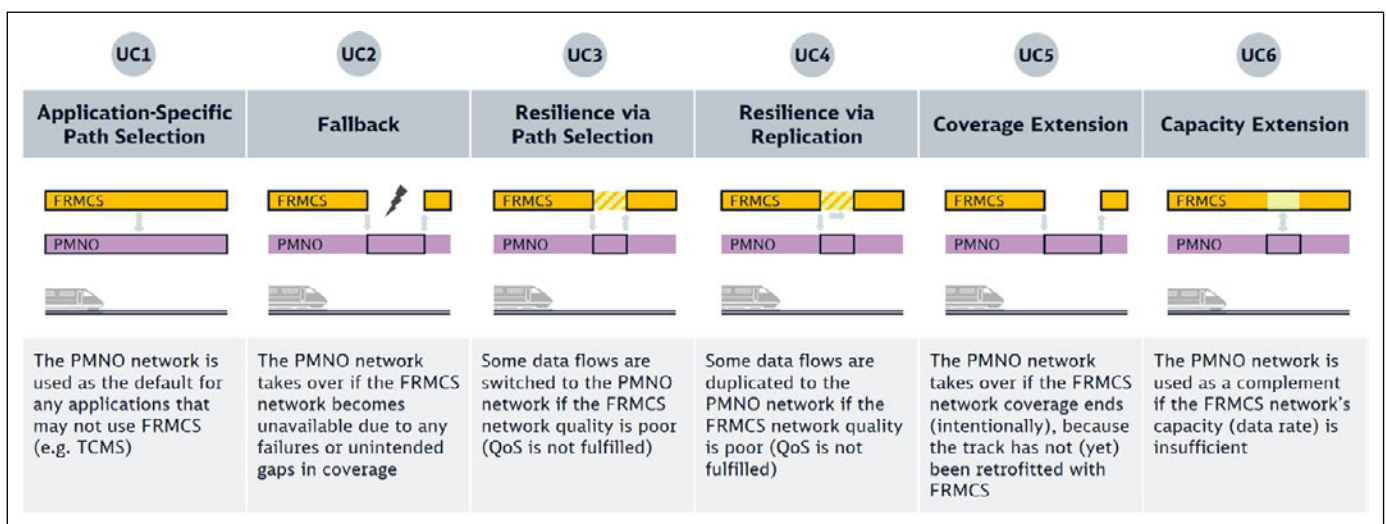 UC1
UC2
UC3
UC4
UC5
UC6
Application-Specific
Path Selection
Fallback
Resilience via
Path Selection
Resilience via
Replication
Coverage Extension
Capacity Extension
FRMCS
PMNO
FRMCS
PMNO
FRMCS
PMNO
FRMCS
PMNO
FRMCS
PMNO
FRMCS
PMNO
The PMNO network is
used as the default for
any applications that
may not use FRMCS
(e.g. TCMS)
The PMNO network
takes over if the FRMCS
network becomes
unavailable due to any
failures or unintended
gaps in coverage
Some data flows are
switched to the PMNO
network if the FRMCS
network quality is poor
(QoS is not fulfilled)
Some data flows are
duplicated to the
PMNO network if the
FRMCS network quality
is poor (QoS is not
fulfilled)
The PMNO network
takes over if the FRMCS
network coverage ends
(intentionally), because
the track has not (yet)
been retrofitted with
FRMCS
The PMNO network is
used as a complement
if the FRMCS network's
capacity (data rate) is
insufficient